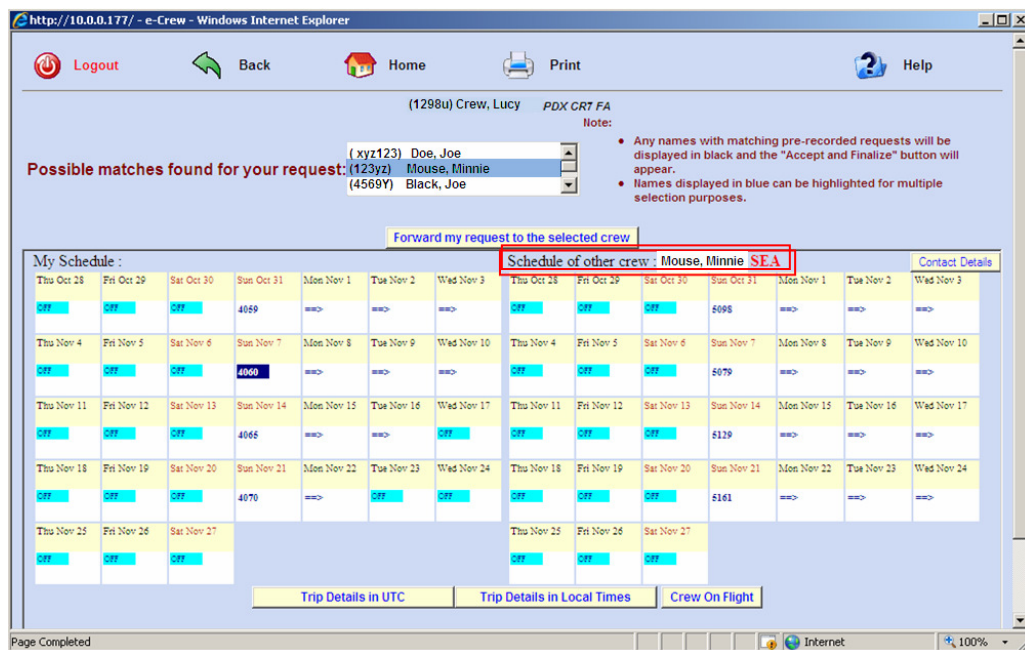 http://10.0.0.177/ - e-Crew - Windows Internet Explorer
Logout Back Home Print Help
(1298u) Crew, Lucy PDX CR7 FA
Note:
Possible matches found for your request:
( xyz123) Doe, Joe
(123yz) Mouse, Minnie
(4569Y) Black, Joe
• Any names with matching pre-recorded requests will be
displayed in black and the "Accept and Finalize" button will
appear.
• Names displayed in blue can be highlighted for multiple
selection purposes.
Forward my request to the selected crew
My Schedule : Schedule of other crew : Mouse, Minnie SEA Contact Details
Thu Oct 28 Fri Oct 29 Sat Oct 30 Sun Oct 31 Mon Nov 1 Tue Nov 2 Wed Nov 3 Thu Oct 28 Fri Oct 29 Sat Oct 30 Sun Oct 31 Mon Nov 1 Tue Nov 2 Wed Nov 3
Off Off Off 4059 ==> ==> ==> Off Off Off 5098 ==> ==> ==>
Thu Nov 4 Fri Nov 5 Sat Nov 6 Sun Nov 7 Mon Nov 8 Tue Nov 9 Wed Nov 10 Thu Nov 4 Fri Nov 5 Sat Nov 6 Sun Nov 7 Mon Nov 8 Tue Nov 9 Wed Nov 10
Off Off Off 4060 ==> ==> ==> Off Off Off 5079 ==> ==> ==>
Thu Nov 11 Fri Nov 12 Sat Nov 13 Sun Nov 14 Mon Nov 15 Tue Nov 16 Wed Nov 17 Thu Nov 11 Fri Nov 12 Sat Nov 13 Sun Nov 14 Mon Nov 15 Tue Nov 16 Wed Nov 17
Off Off Off 4065 ==> ==> Off Off Off Off 5129 ==> ==> ==>
Thu Nov 18 Fri Nov 19 Sat Nov 20 Sun Nov 21 Mon Nov 22 Tue Nov 23 Wed Nov 24 Thu Nov 18 Fri Nov 19 Sat Nov 20 Sun Nov 21 Mon Nov 22 Tue Nov 23 Wed Nov 24
Off Off Off 4070 ==> Off Off Off Off Off 5161 ==> ==> ==>
Thu Nov 25 Fri Nov 26 Sat Nov 27 Thu Nov 25 Fri Nov 26 Sat Nov 27
Off Off Off Off Off Off
Trip Details in UTC Trip Details in Local Times Crew On Flight
Page Completed Internet 100%